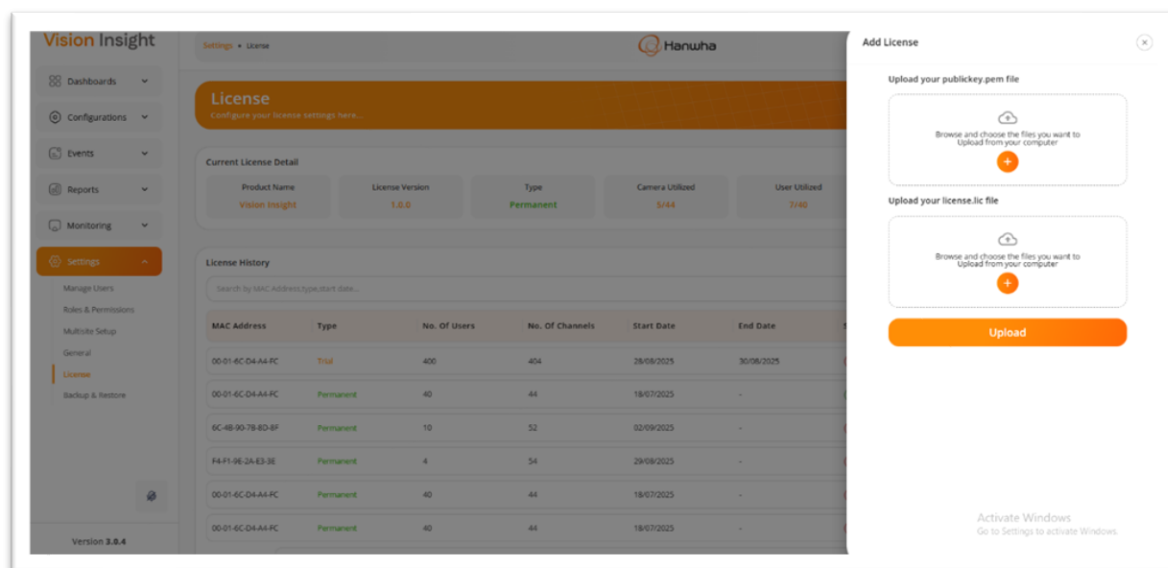 Vision Insight
Dashboards
Configurations
Events
Reports
Monitoring
Settings
Manage Users
Roles & Permissions
Multisite Setup
General
License
Backup & Restore
Version 3.0.4
Settings • License
Hanwha
License
Configure your license settings here...
Current License Detail
Product Name License Version Type Camera Utilized User Utilized
Vision Insight 1.0.0 Permanent 5/44 7/40
License History
Search by MAC Address,type,start date...
MAC Address Type No. Of Users No. Of Channels Start Date End Date
00-01-6C-D4-A4-FC Trial 400 404 28/08/2025 30/08/2025
00-01-6C-D4-A4-FC Permanent 40 44 18/07/2025 -
6C-4B-90-7B-8D-8F Permanent 10 52 02/09/2025 -
F4-F1-9E-2A-E3-3E Permanent 4 54 29/08/2025 -
00-01-6C-D4-A4-FC Permanent 40 44 18/07/2025 -
00-01-6C-D4-A4-FC Permanent 40 44 18/07/2025 -
Add License
Upload your publickey.pem file
Browse and choose the files you want to
Upload from your computer
Upload your license.lic file
Browse and choose the files you want to
Upload from your computer
Upload
Activate Windows
Go to Settings to activate Windows.